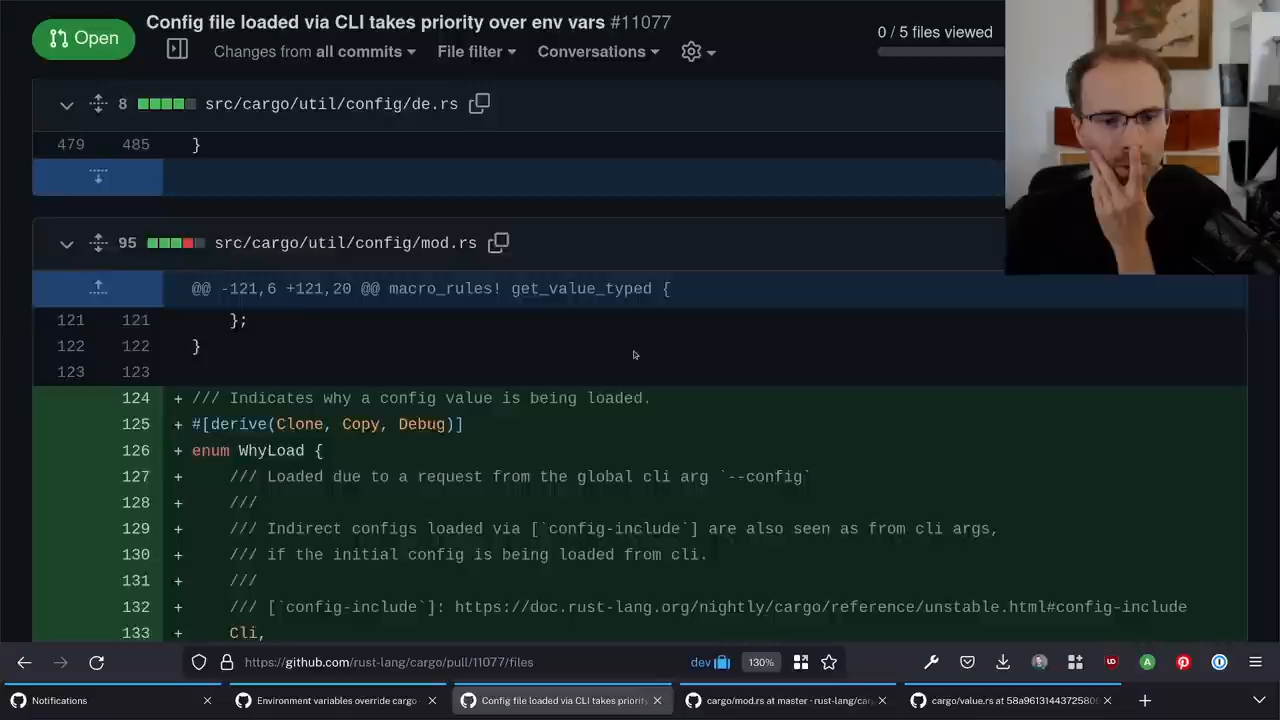 Open
Config file loaded via CLI takes priority over env vars #11077
Changes from all commits
File filter
Conversations
0 / 5 files viewed
8 src/cargo/util/config/de.rs
479 485 }
95 src/cargo/util/config/mod.rs
@@ -121,6 +121,20 @@ macro_rules! get_value_typed {
121 121 };
122 122 }
123 123
124 + /// Indicates why a config value is being loaded.
125 + #[derive(Clone, Copy, Debug)]
126 + enum WhyLoad {
127 + /// Loaded due to a request from the global cli arg `--config`
128 + ///
129 + /// Indirect configs loaded via [`config-include`] are also seen as from cli args,
130 + /// if the initial config is being loaded from cli.
131 + ///
132 + /// [`config-include`]: https://doc.rust-lang.org/nightly/cargo/reference/unstable.html#config-include
133 + Cli,
https://github.com/rust-lang/cargo/pull/11077/files
dev
130%
Notifications
Environment variables override cargo
Config file loaded via CLI takes priority
cargo/mod.rs at master · rust-lang/car
cargo/value.rs at 58a9613144372580